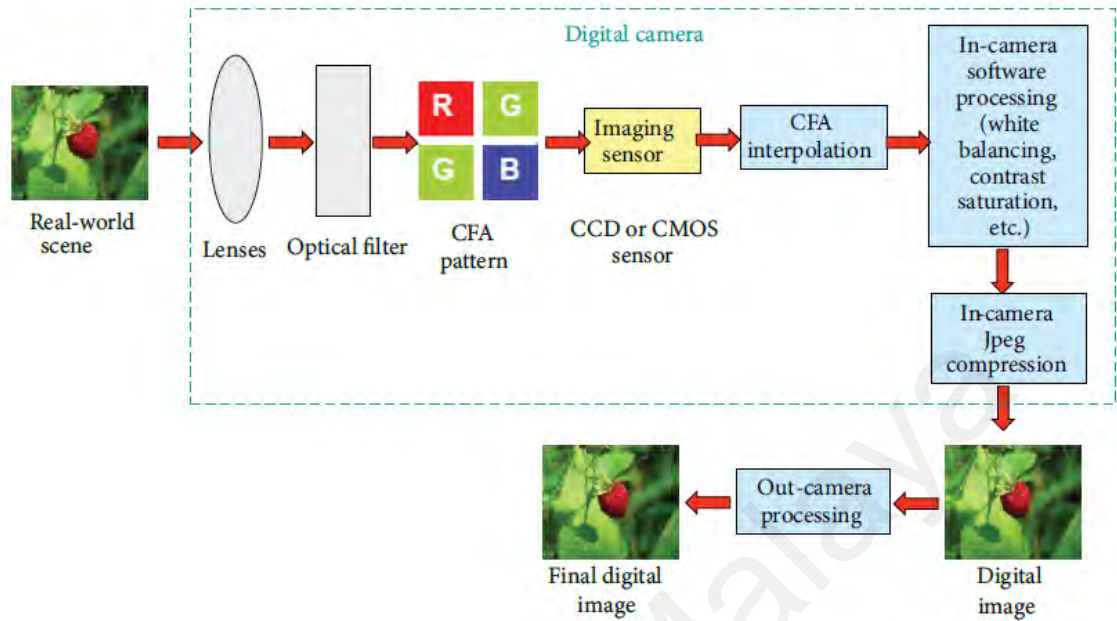 Digital camera
Real-world
scene
Lenses
Optical filter
R G
G B
CFA
pattern
Imaging
sensor
CCD or CMOS
sensor
CFA
interpolation
In-camera
software
processing
(white
balancing,
contrast
saturation,
etc.)
In-camera
Jpeg
compression
Digital
image
Out-camera
processing
Final digital
image
Malaya